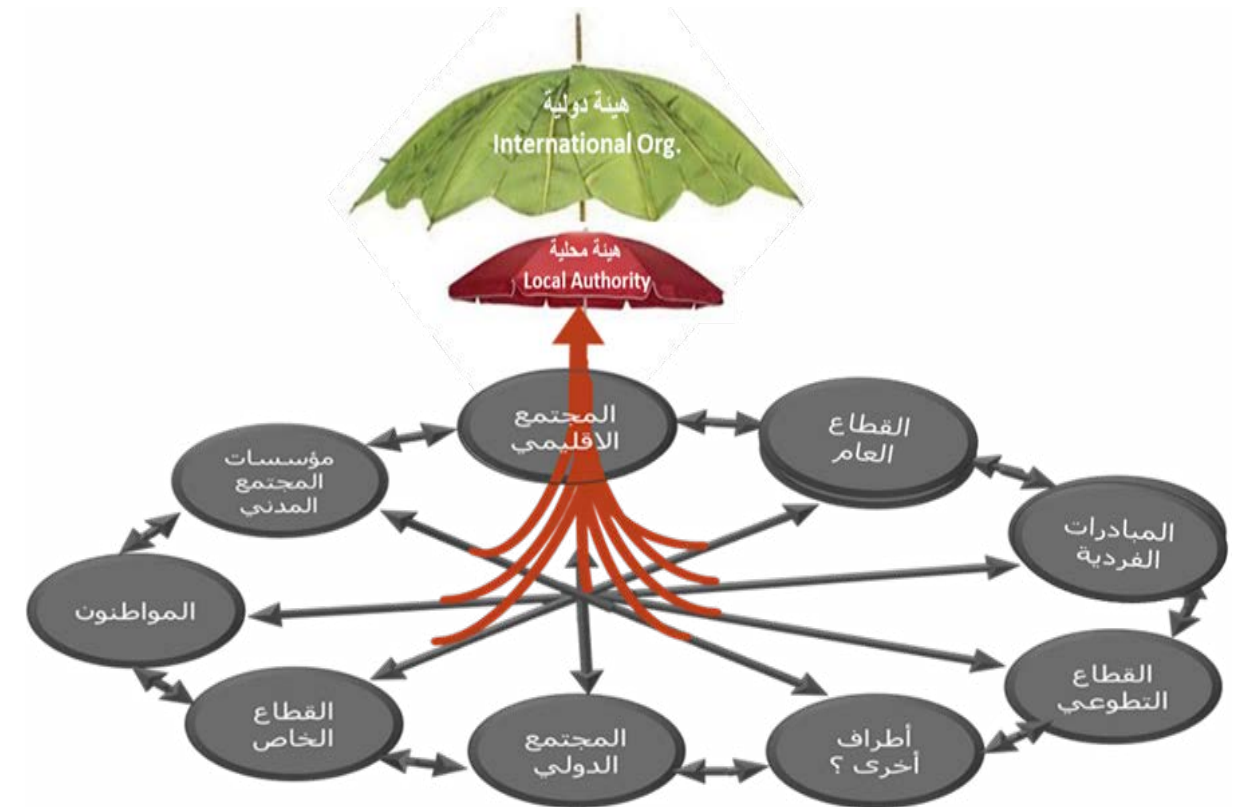 هيئة دولية
International Org.
هيئة محلية
Local Authority
المجتمع
الاقليمي
القطاع
العام
مؤسسات
المجتمع
المدني
المبادرات
الفردية
المواطنون
القطاع
التطوعي
القطاع
الخاص
المجتمع
الدولي
أطراف
أخرى ؟